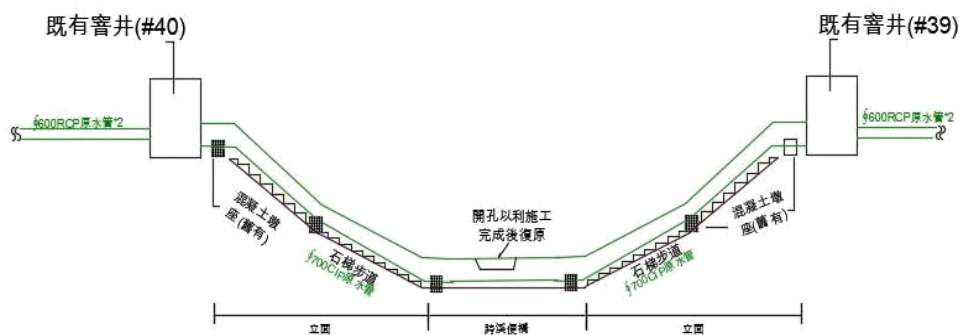 既有窨井(#40)
既有窨井(#39)
∮600RCP原水管*2
∮600RCP原水管*2
混凝土墩
座(舊有)
開孔以利施工
完成後復原
混凝土墩
座(舊有)
石梯步道
∮700CIP原水管
石梯步道
∮700CIP原水管
立面
跨溪便橋
立面